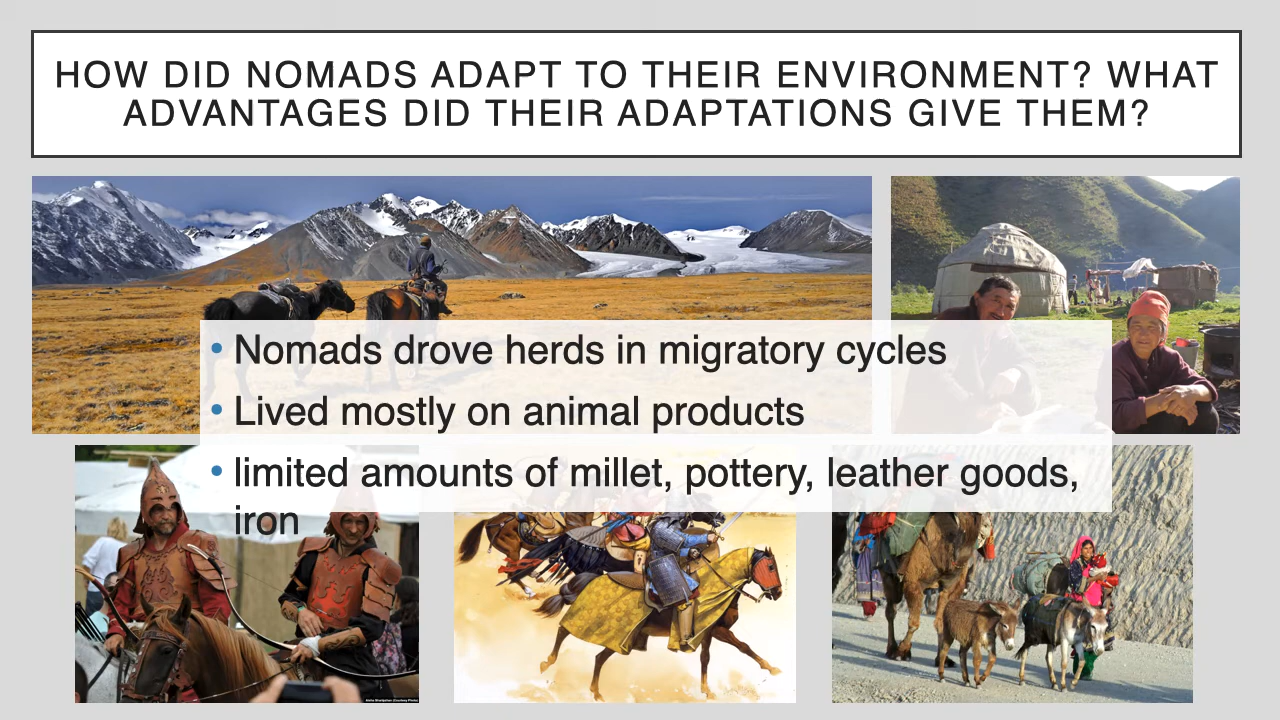 HOW DID NOMADS ADAPT TO THEIR ENVIRONMENT? WHAT
ADVANTAGES DID THEIR ADAPTATIONS GIVE THEM?
• Nomads drove herds in migratory cycles
• Lived mostly on animal products
• limited amounts of millet, pottery, leather goods,
iron